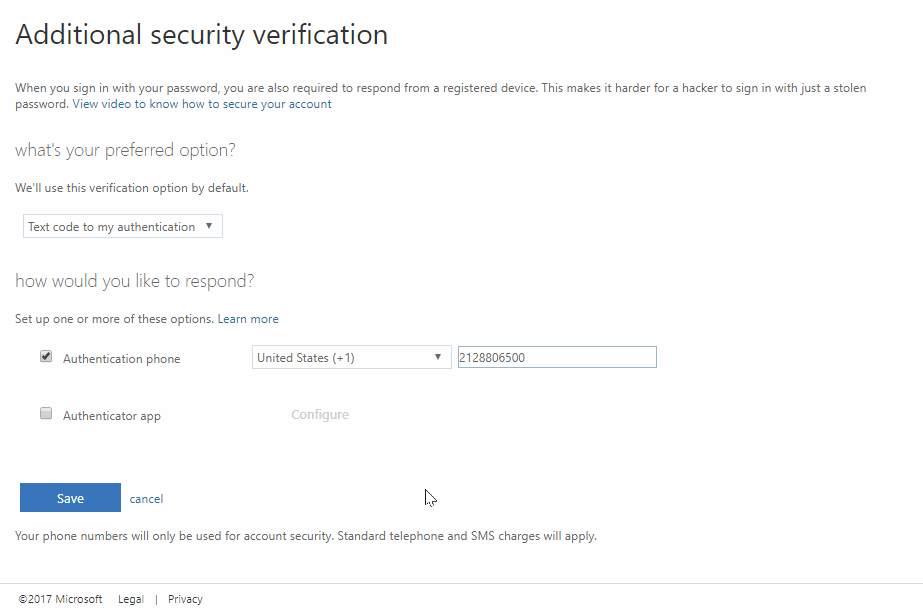 Additional security verification
When you sign in with your password, you are also required to respond from a registered device. This makes it harder for a hacker to sign in with just a stolen
password. View video to know how to secure your account
what's your preferred option?
We'll use this verification option by default.
Text code to my authentication
how would you like to respond?
Set up one or more of these options. Learn more
Authentication phone United States (+1) 2128806500
Authenticator app Configure
Save cancel
Your phone numbers will only be used for account security. Standard telephone and SMS charges will apply.
©2017 Microsoft Legal | Privacy